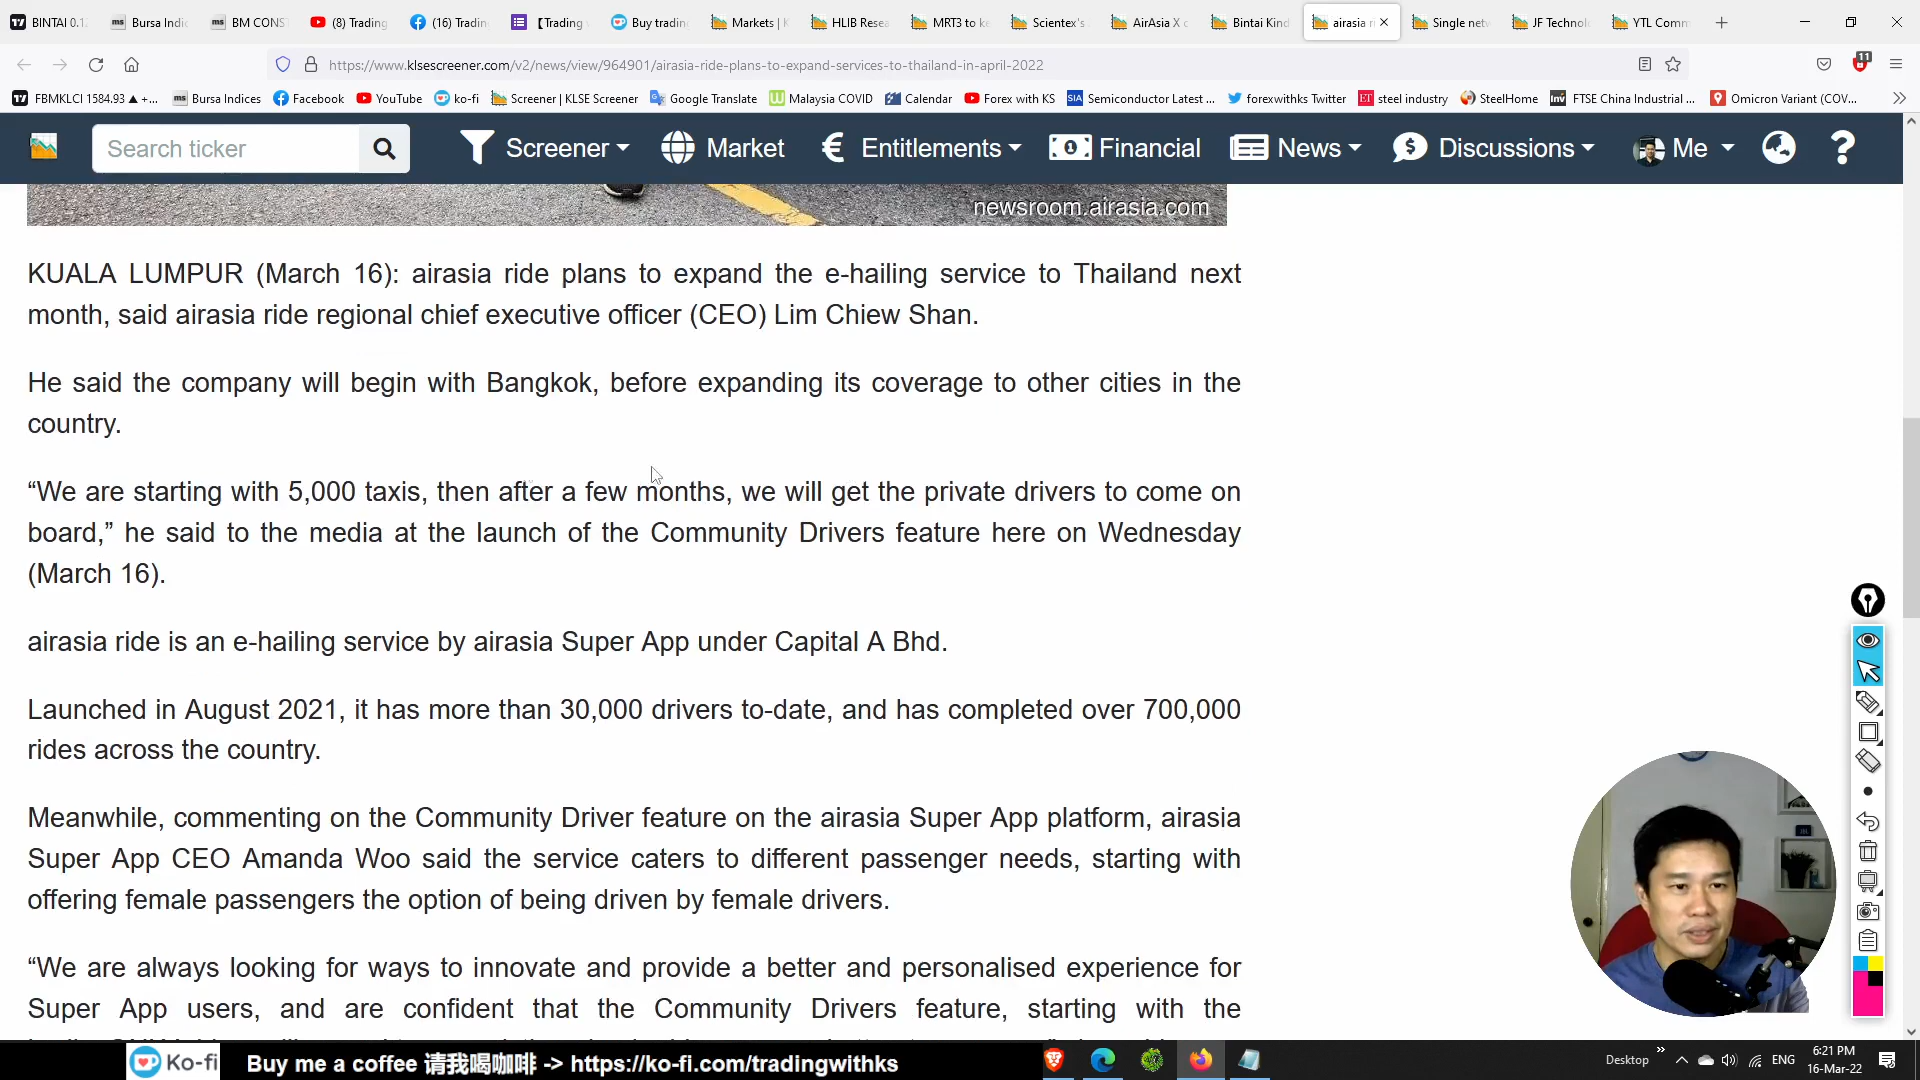 BINTAI 0.1
Bursa Indi
BM CONS
(8) Trading
(16) Tradin
【Trading
Buy trading
Markets | K
HLIB Resea
MRT3 to k
Scientex's
AirAsia X c
Bintai Kind
airasia ri
Single netw
JF Technol
YTL Comm
https://www.klsescreener.com/v2/news/view/964901/airasia-ride-plans-to-expand-services-to-thailand-in-april-2022
11
FBMKLCI 1584.93 ▲ +...
Bursa Indices
Facebook
YouTube
ko-fi
Screener | KLSE Screener
Google Translate
Malaysia COVID
Calendar
Forex with KS
Semiconductor Latest ...
forexwithks Twitter
steel industry
SteelHome
FTSE China Industrial ...
Omicron Variant (COV...
Search ticker
Screener
Market
Entitlements
Financial
News
Discussions
Me
newsroom.airasia.com
KUALA LUMPUR (March 16): airasia ride plans to expand the e-hailing service to Thailand next
month, said airasia ride regional chief executive officer (CEO) Lim Chiew Shan.
He said the company will begin with Bangkok, before expanding its coverage to other cities in the
country.
“We are starting with 5,000 taxis, then after a few months, we will get the private drivers to come on
board,” he said to the media at the launch of the Community Drivers feature here on Wednesday
(March 16).
airasia ride is an e-hailing service by airasia Super App under Capital A Bhd.
Launched in August 2021, it has more than 30,000 drivers to-date, and has completed over 700,000
rides across the country.
Meanwhile, commenting on the Community Driver feature on the airasia Super App platform, airasia
Super App CEO Amanda Woo said the service caters to different passenger needs, starting with
offering female passengers the option of being driven by female drivers.
“We are always looking for ways to innovate and provide a better and personalised experience for
Super App users, and are confident that the Community Drivers feature, starting with the
Ko-fi
Buy me a coffee 请我喝咖啡 -> https://ko-fi.com/tradingwithks
Desktop
ENG
6:21 PM
16-Mar-22